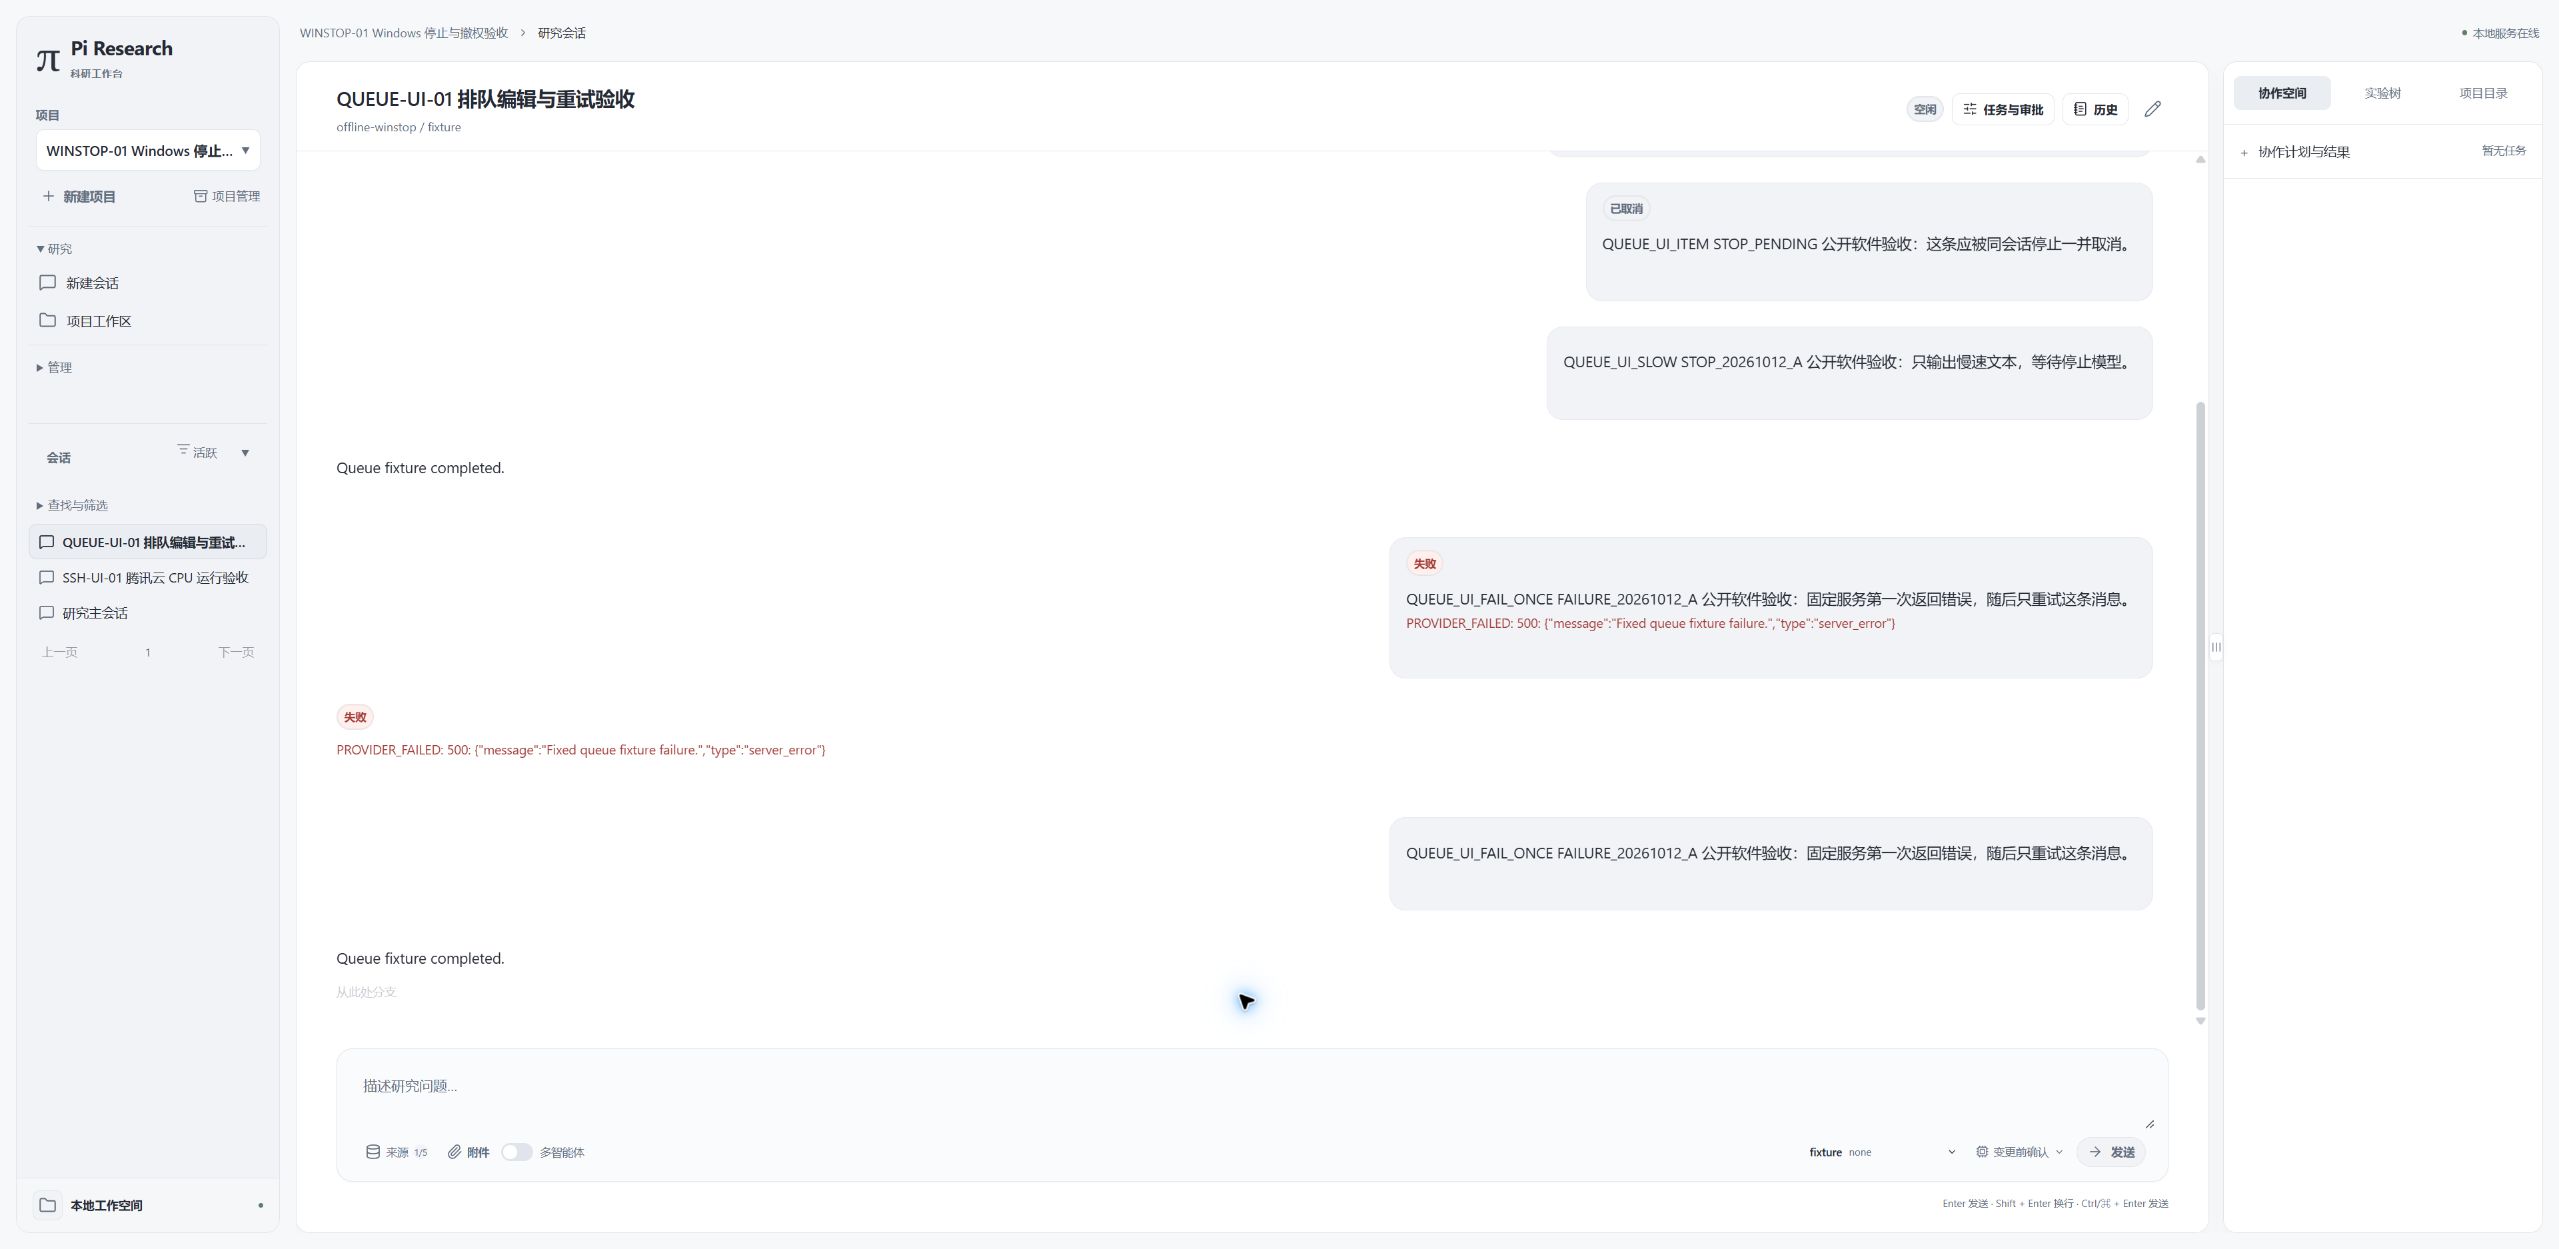 Pi Research
科研工作台
项目
WINSTOP-01 Windows 停止...
新建项目
项目管理
研究
新建会话
项目工作区
管理
会话
活跃
查找与筛选
QUEUE-UI-01 排队编辑与重试...
SSH-UI-01 腾讯云 CPU 运行验收
研究主会话
上一页 1 下一页
本地工作空间
WINSTOP-01 Windows 停止与撤权验收 > 研究会话
本地服务在线
QUEUE-UI-01 排队编辑与重试验收
offline-winstop / fixture
空闲
任务与审批
历史
已取消
QUEUE_UI_ITEM STOP_PENDING 公开软件验收：这条应被同会话停止一并取消。
QUEUE_UI_SLOW STOP_20261012_A 公开软件验收：只输出慢速文本，等待停止模型。
Queue fixture completed.
失败
QUEUE_UI_FAIL_ONCE FAILURE_20261012_A 公开软件验收：固定服务第一次返回错误，随后只重试这条消息。
PROVIDER_FAILED: 500: {"message":"Fixed queue fixture failure.","type":"server_error"}
失败
PROVIDER_FAILED: 500: {"message":"Fixed queue fixture failure.","type":"server_error"}
QUEUE_UI_FAIL_ONCE FAILURE_20261012_A 公开软件验收：固定服务第一次返回错误，随后只重试这条消息。
Queue fixture completed.
从此处分支
描述研究问题...
来源 1/5
附件
多智能体
fixture none
变更前确认
发送
Enter 发送 · Shift + Enter 换行 · Ctrl/⌘ + Enter 发送
协作空间
实验树
项目目录
+ 协作计划与结果
暂无任务